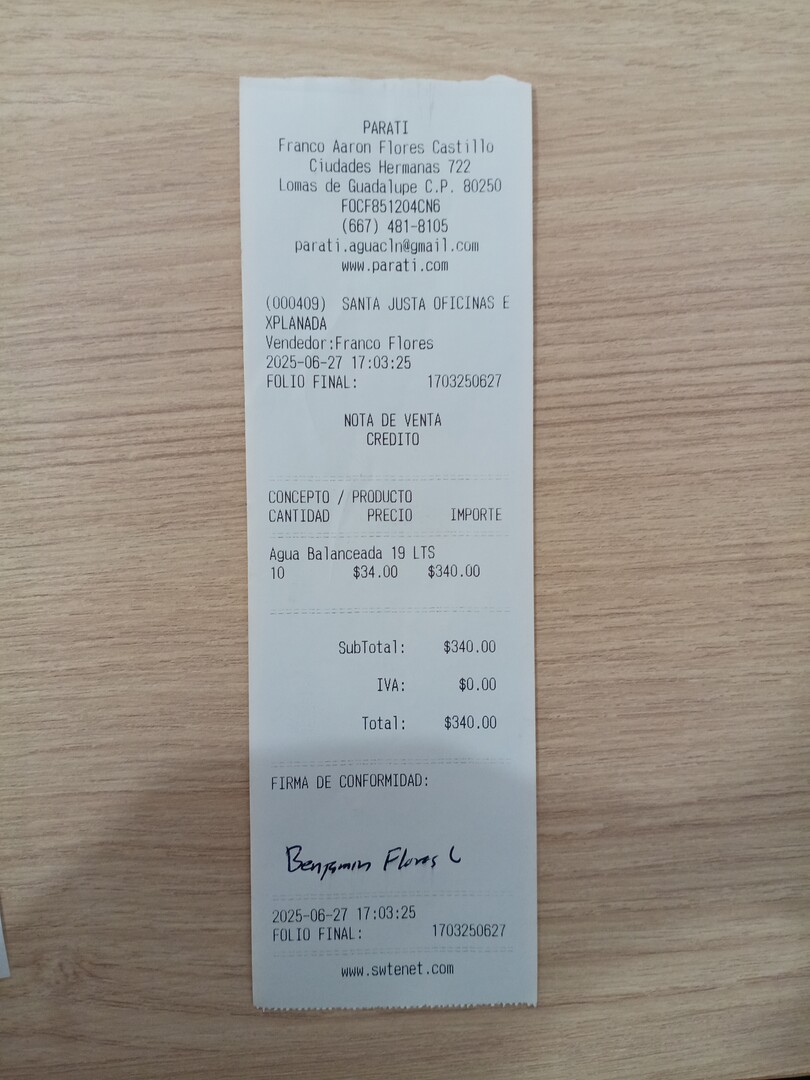 PARATI
Franco Aaron Flores Castillo
Ciudades Hermanas 722
Lomas de Guadalupe C.P. 80250
FOCF851204CN6
(667) 481-8105
parati.aguacln@gmail.com
www.parati.com
(000409) SANTA JUSTA OFICINAS E
XPLANADA
Vendedor:Franco Flores
2025-06-27 17:03:25
FOLIO FINAL: 1703250627
NOTA DE VENTA
CREDITO
CONCEPTO / PRODUCTO
CANTIDAD PRECIO IMPORTE
Agua Balanceada 19 LTS
10 $34.00 $340.00
SubTotal: $340.00
IVA: $0.00
Total: $340.00
FIRMA DE CONFORMIDAD:
Benjamin Flores C
2025-06-27 17:03:25
FOLIO FINAL: 1703250627
www.swtenet.com